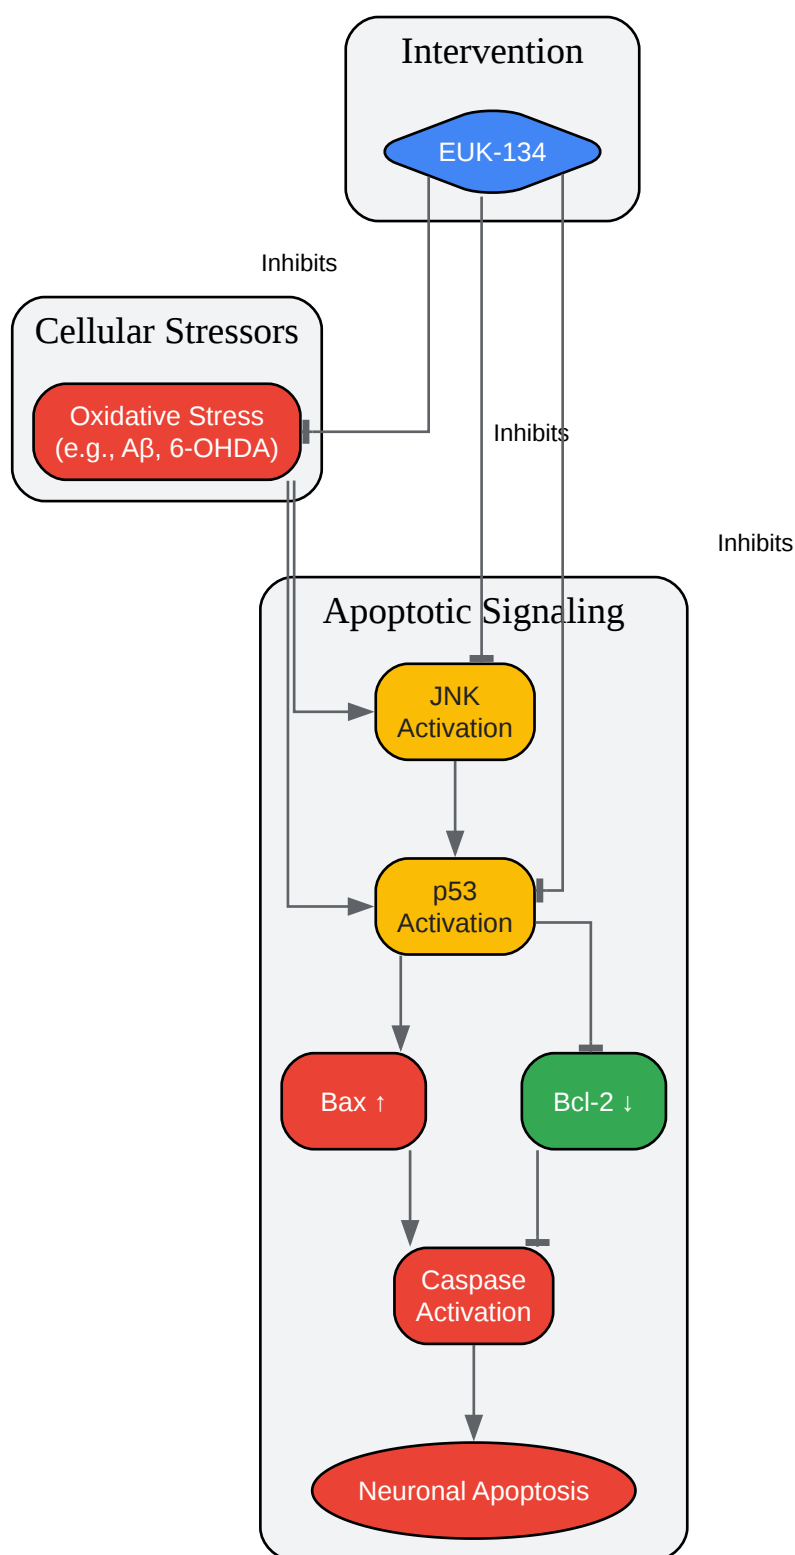 Intervention
EUK-134
Inhibits
Cellular Stressors
Oxidative Stress
(e.g., Aβ, 6-OHDA)
Inhibits
Inhibits
Apoptotic Signaling
JNK
Activation
p53
Activation
Bax ↑
Bcl-2 ↓
Caspase
Activation
Neuronal Apoptosis